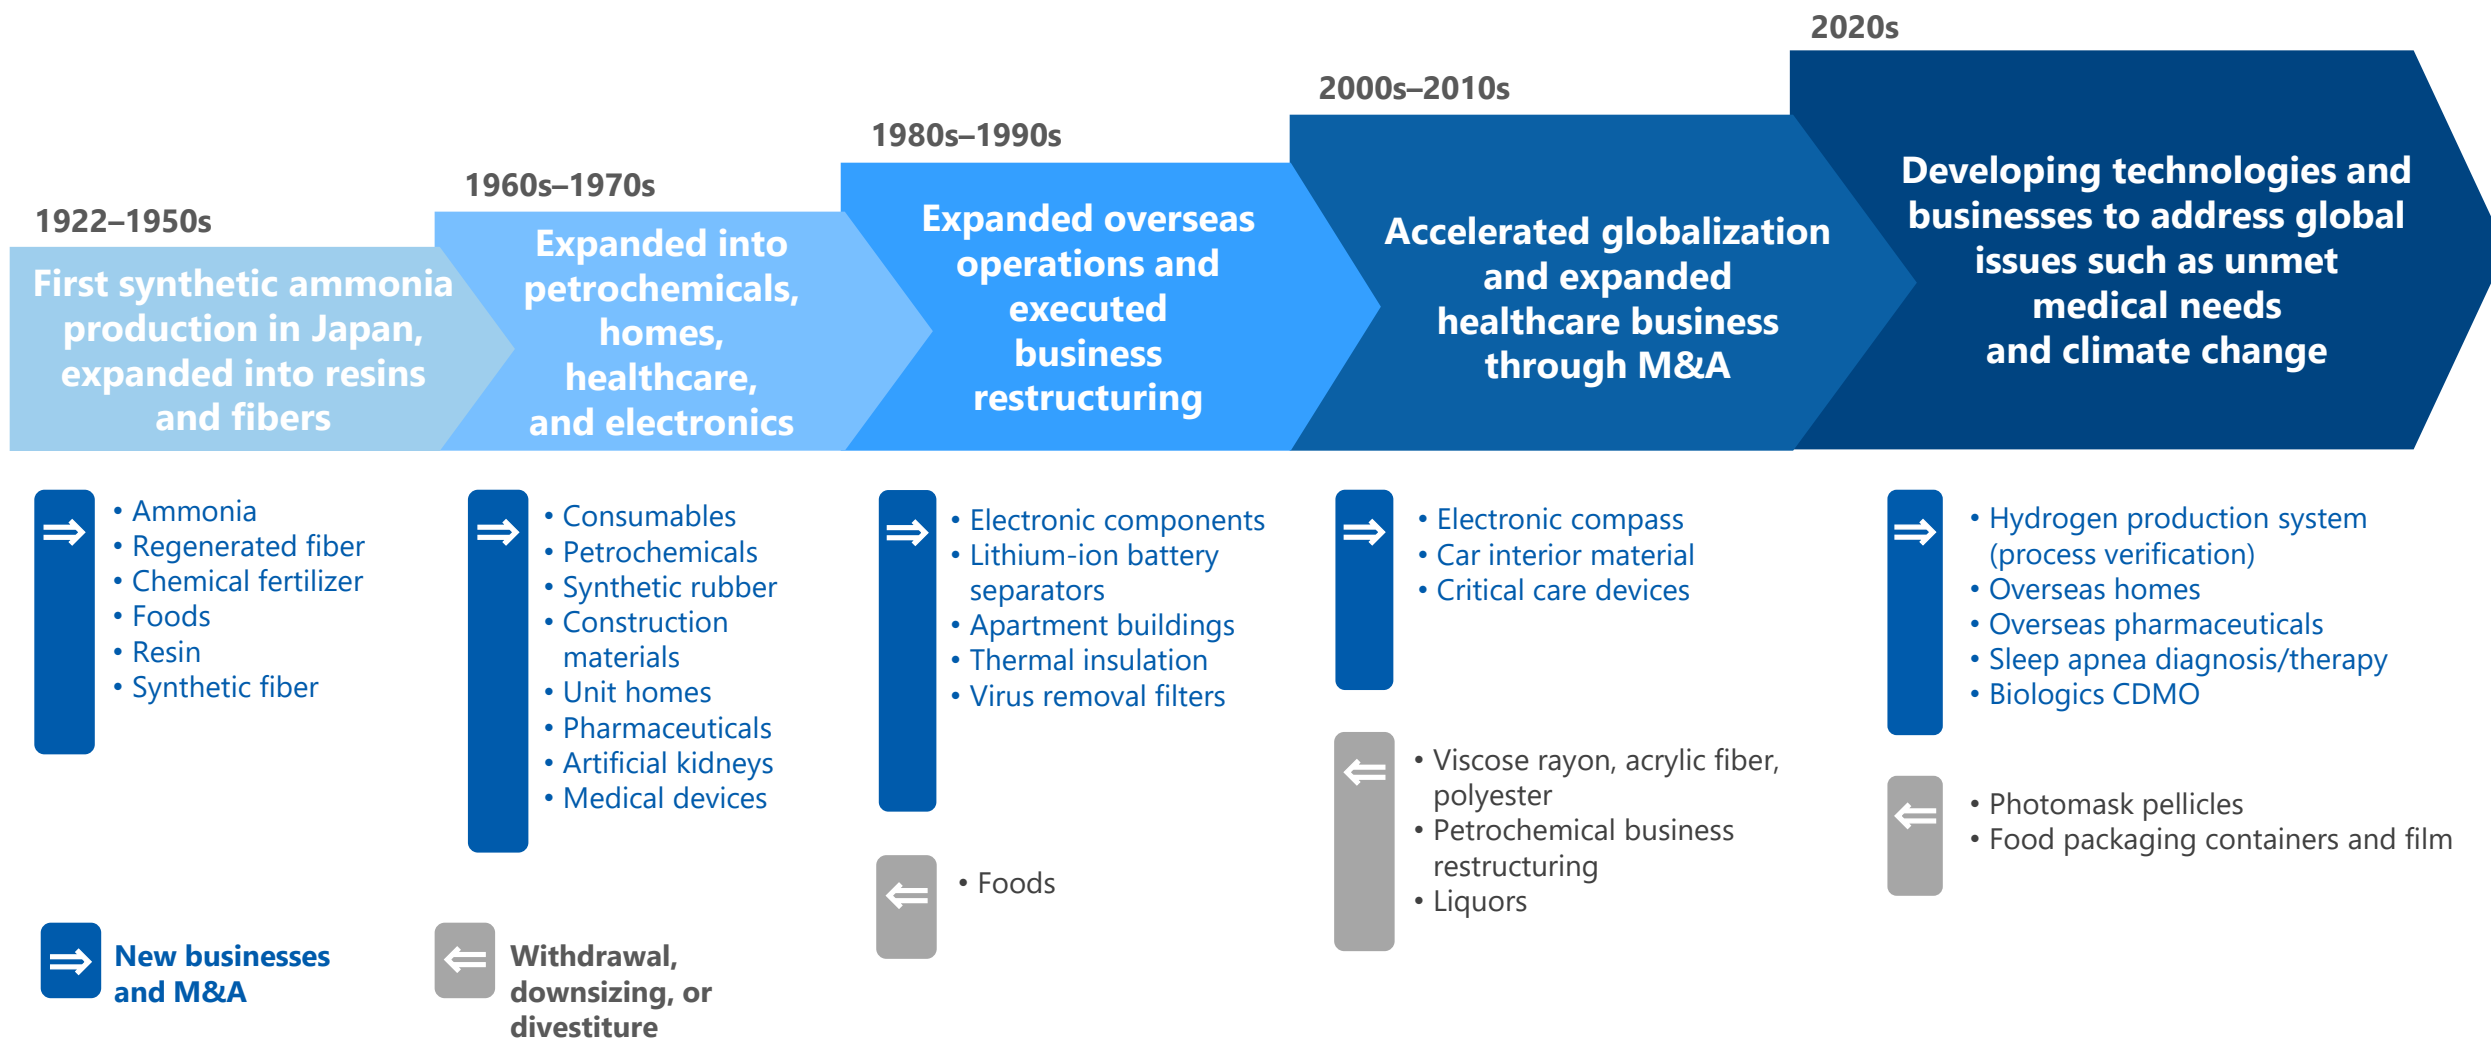 1922–1950s
First synthetic ammonia
production in Japan,
expanded into resins
and fibers
⇒
• Ammonia
• Regenerated fiber
• Chemical fertilizer
• Foods
• Resin
• Synthetic fiber
1960s–1970s
Expanded into
petrochemicals,
homes,
healthcare,
and electronics
⇒
• Consumables
• Petrochemicals
• Synthetic rubber
• Construction
materials
• Unit homes
• Pharmaceuticals
• Artificial kidneys
• Medical devices
1980s–1990s
Expanded overseas
operations and
executed
business
restructuring
⇒
• Electronic components
• Lithium-ion battery
separators
• Apartment buildings
• Thermal insulation
• Virus removal filters
⇐
• Foods
2000s–2010s
Accelerated globalization
and expanded
healthcare business
through M&A
⇒
• Electronic compass
• Car interior material
• Critical care devices
⇐
• Viscose rayon, acrylic fiber,
polyester
• Petrochemical business
restructuring
• Liquors
2020s
Developing technologies and
businesses to address global
issues such as unmet
medical needs
and climate change
⇒
• Hydrogen production system
(process verification)
• Overseas homes
• Overseas pharmaceuticals
• Sleep apnea diagnosis/therapy
• Biologics CDMO
⇐
• Photomask pellicles
• Food packaging containers and film
⇒
New businesses
and M&A
⇐
Withdrawal,
downsizing, or
divestiture